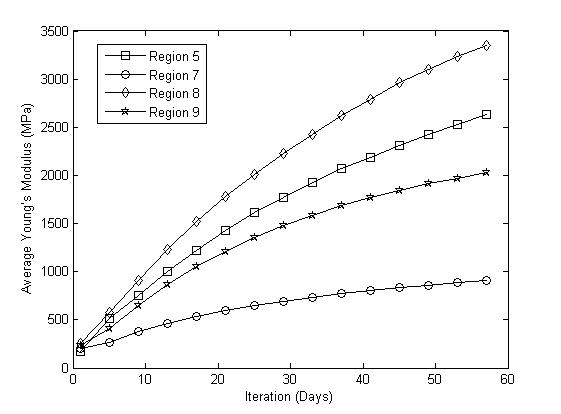 3500
3000
2500
2000
1500
1000
500
0
Average Young's Modulus (MPa)
Region 5
Region 7
Region 8
Region 9
0 10 20 30 40 50 60
Iteration (Days)